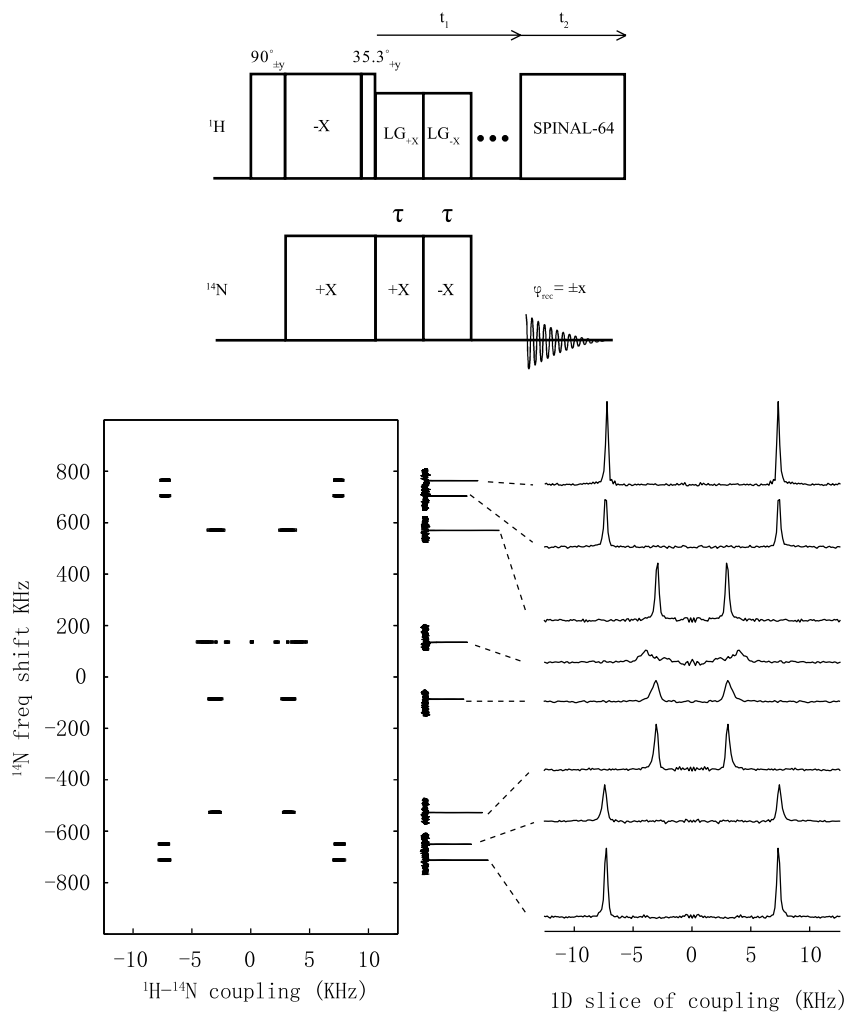 t₁ t₂
90°±y 35.3°+y
¹H -X LG+X LG-X ••• SPINAL-64
τ τ
¹⁴N +X +X -X φrec= ±x
800
600
400
200
0
−200
−400
−600
−800
¹⁴N freq shift KHz
−10 −5 0 5 10
¹H−¹⁴N coupling (KHz)
−10 −5 0 5 10
1D slice of coupling (KHz)